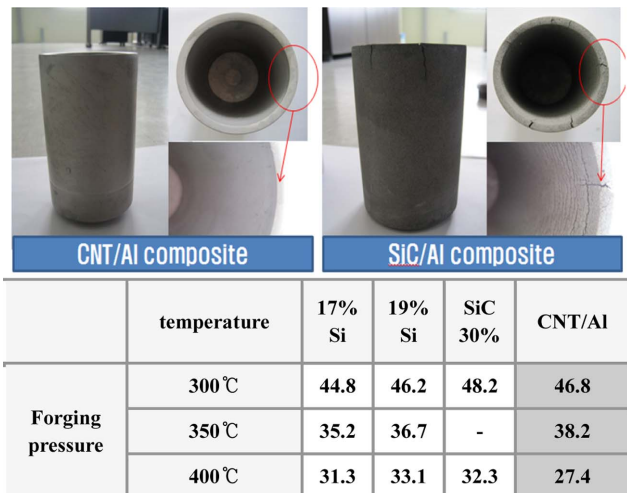 CNT/Al composite
SiC/Al composite
temperature 17% Si 19% Si SiC 30% CNT/Al
Forging pressure
300℃ 44.8 46.2 48.2 46.8
350℃ 35.2 36.7 - 38.2
400℃ 31.3 33.1 32.3 27.4